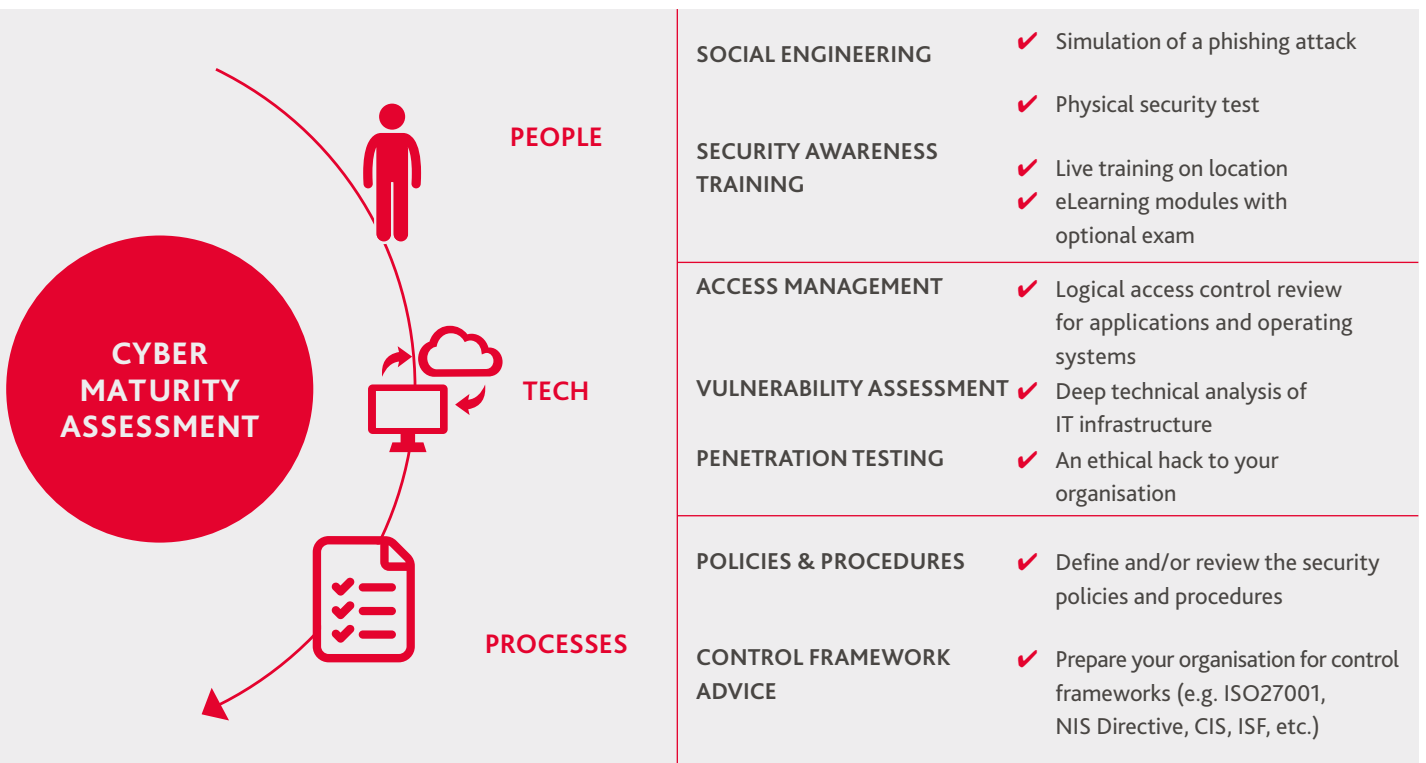 CYBER
MATURITY
ASSESSMENT
PEOPLE
SOCIAL ENGINEERING
✔ Simulation of a phishing attack
✔ Physical security test
SECURITY AWARENESS
TRAINING
✔ Live training on location
✔ eLearning modules with
optional exam
TECH
ACCESS MANAGEMENT
✔ Logical access control review
for applications and operating
systems
VULNERABILITY ASSESSMENT
✔ Deep technical analysis of
IT infrastructure
PENETRATION TESTING
✔ An ethical hack to your
organisation
PROCESSES
POLICIES & PROCEDURES
✔ Define and/or review the security
policies and procedures
CONTROL FRAMEWORK
ADVICE
✔ Prepare your organisation for control
frameworks (e.g. ISO27001,
NIS Directive, CIS, ISF, etc.)